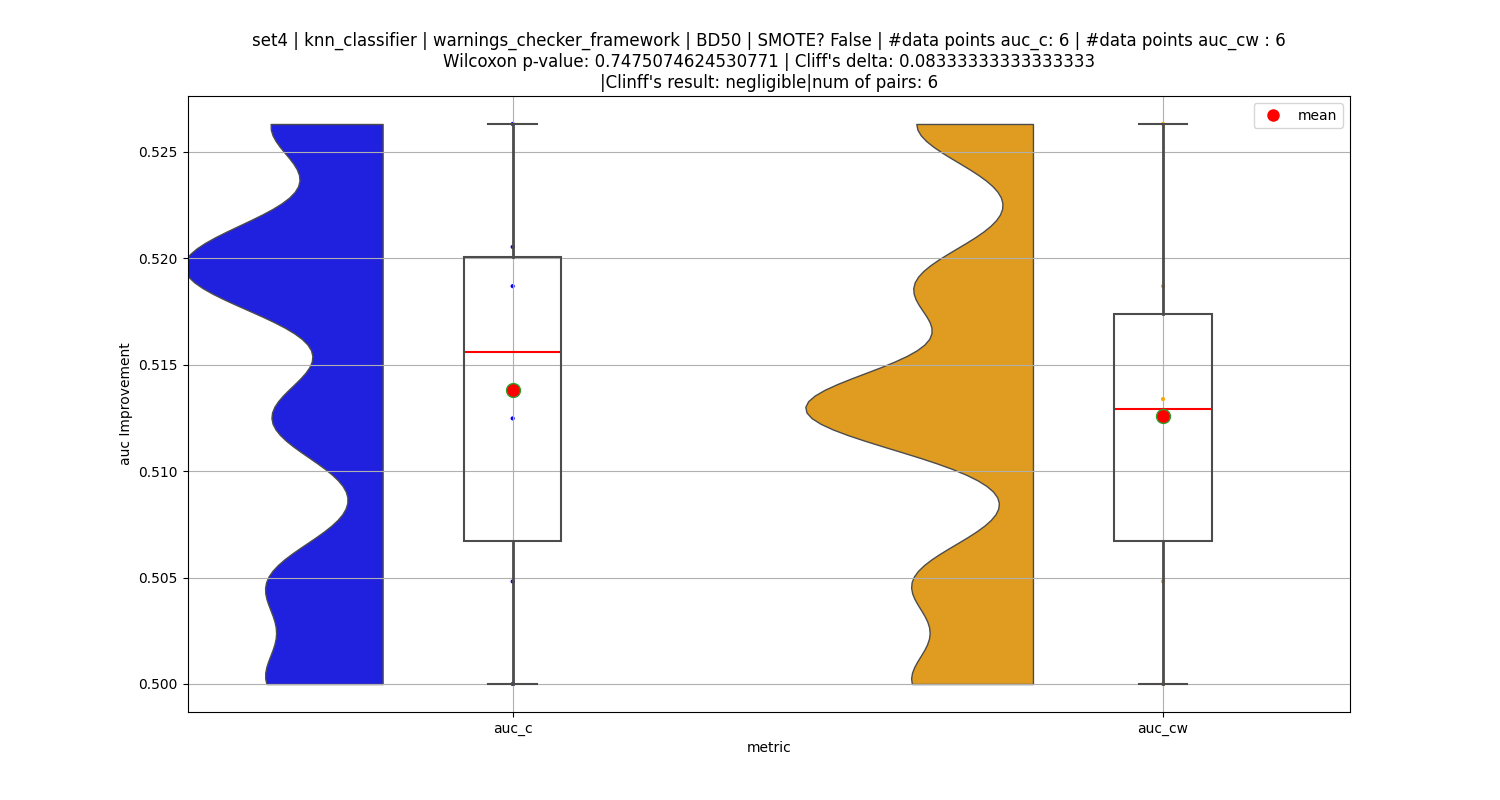 set4 | knn_classifier | warnings_checker_framework | BD50 | SMOTE? False | #data points auc_c: 6 | #data points auc_cw : 6
Wilcoxon p-value: 0.7475074624530771 | Cliff's delta: 0.08333333333333333
|Clinff's result: negligible|num of pairs: 6
mean
0.525
0.520
0.515
0.510
0.505
0.500
auc Improvement
auc_c
auc_cw
metric